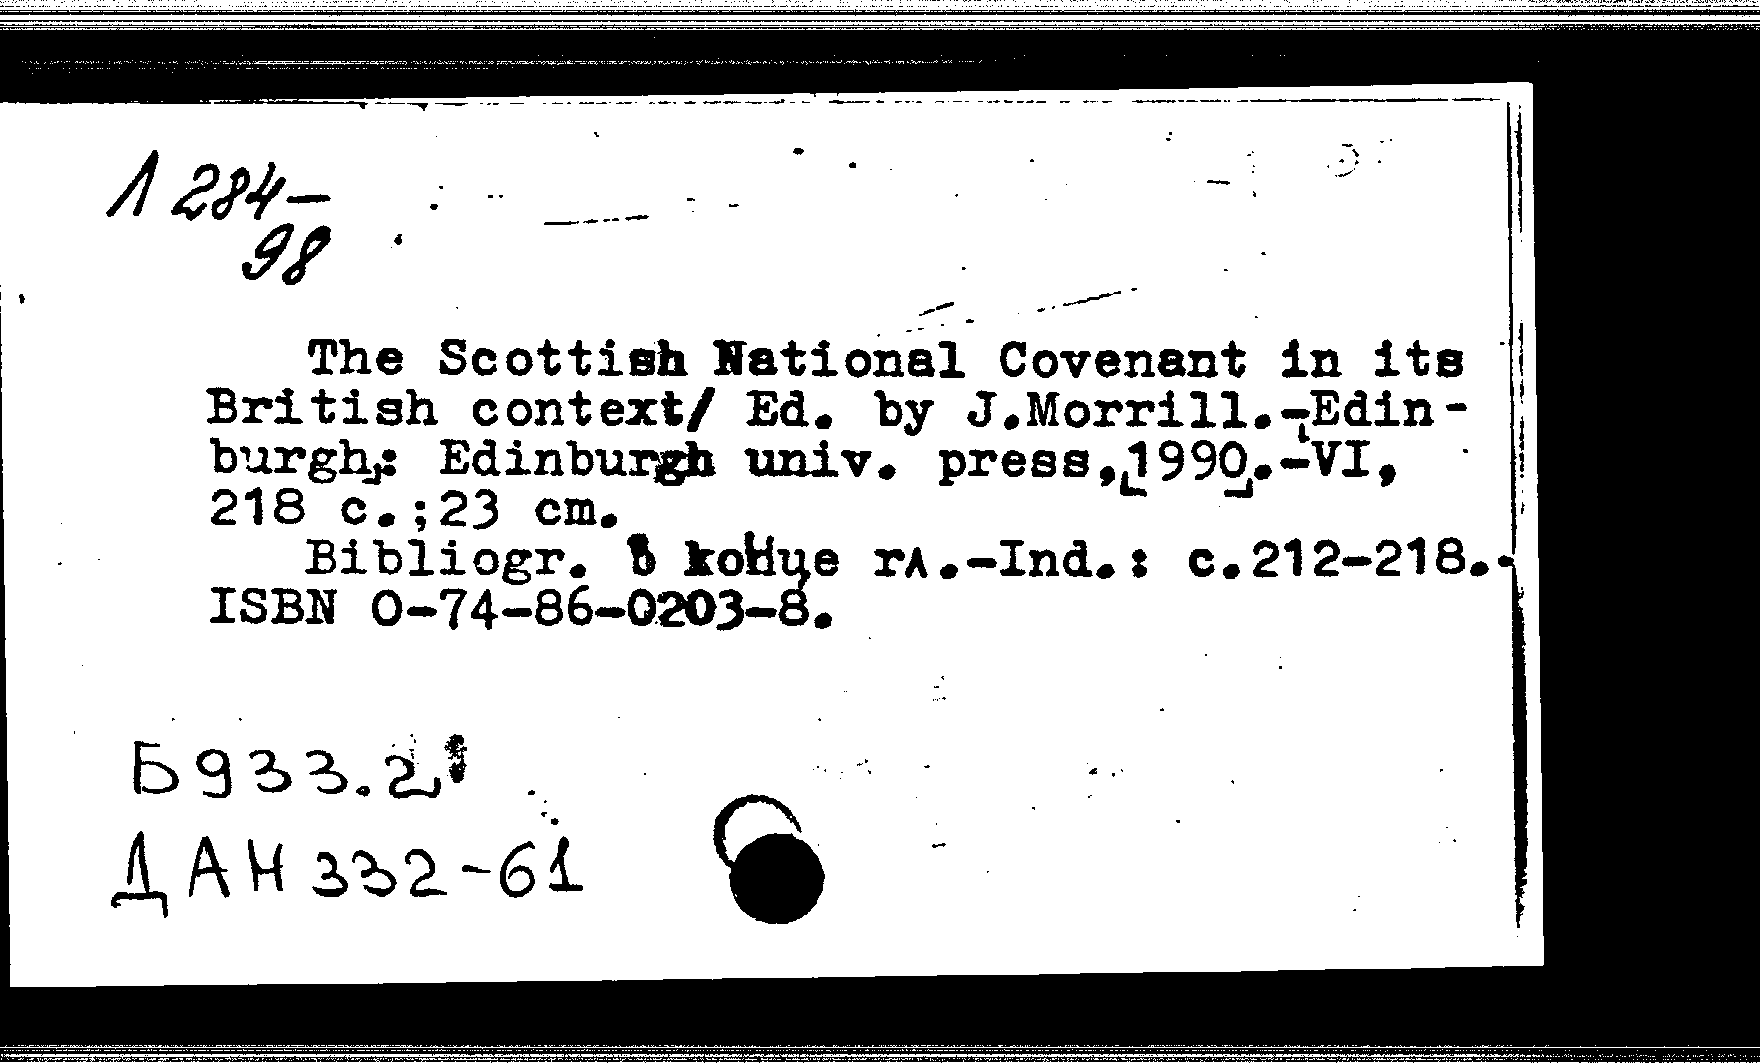 Л 284-
98
The Scottish National Covenant in its
British context/ Ed. by J.Morrill.-Edin-
burgh,: Edinburgh univ. press,1990.-VI,
218 c.;23 cm.
Bibliogr. в конце гл.-Ind.: c.212-218.-
ISBN 0-74-86-0203-8.
Б933.2
ДАН332-61